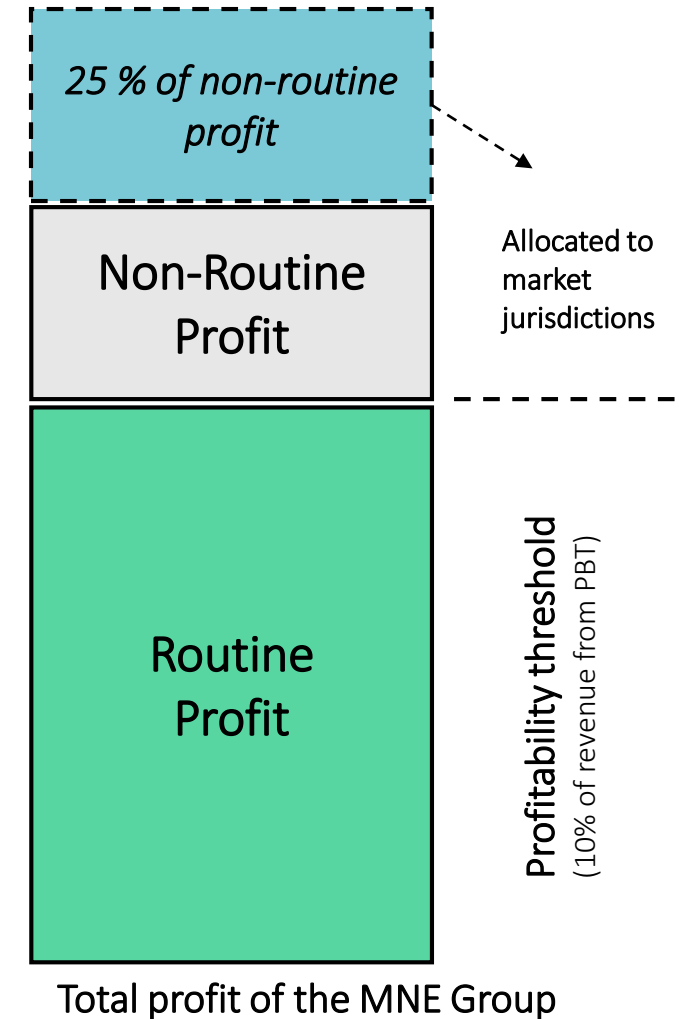 25 % of non-routine
profit
Allocated to
market
jurisdictions
Non-Routine
Profit
Routine
Profit
Profitability threshold
(10% of revenue from PBT)
Total profit of the MNE Group